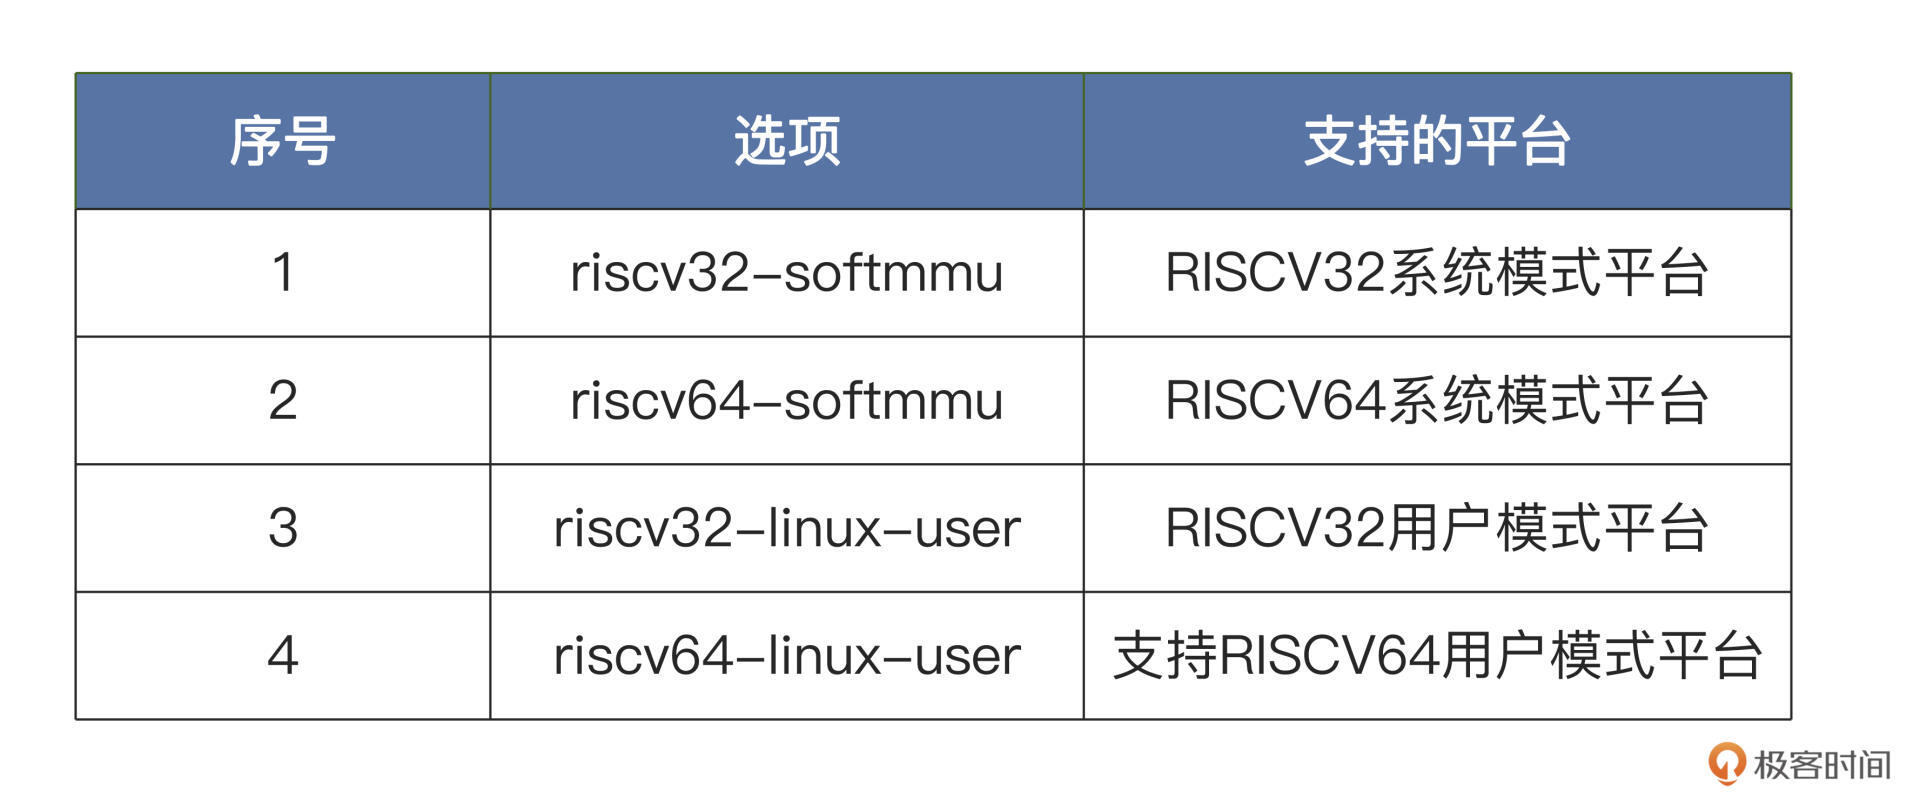 序号 选项 支持的平台
1 riscv32-softmmu RISCV32系统模式平台
2 riscv64-softmmu RISCV64系统模式平台
3 riscv32-linux-user RISCV32用户模式平台
4 riscv64-linux-user 支持RISCV64用户模式平台
极客时间